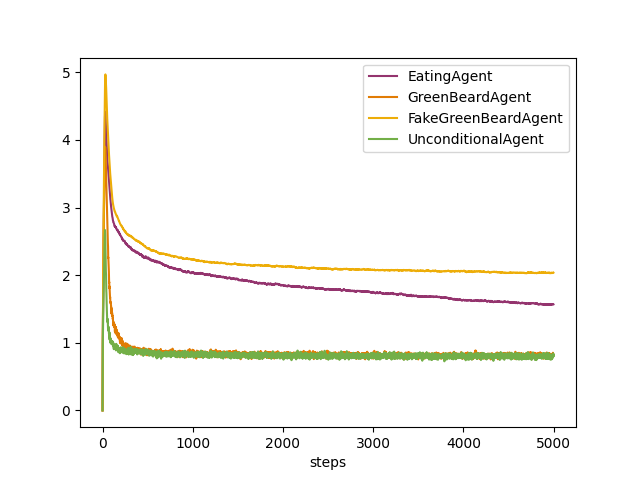 EatingAgent
GreenBeardAgent
FakeGreenBeardAgent
UnconditionalAgent
5
4
3
2
1
0
0 1000 2000 3000 4000 5000
steps